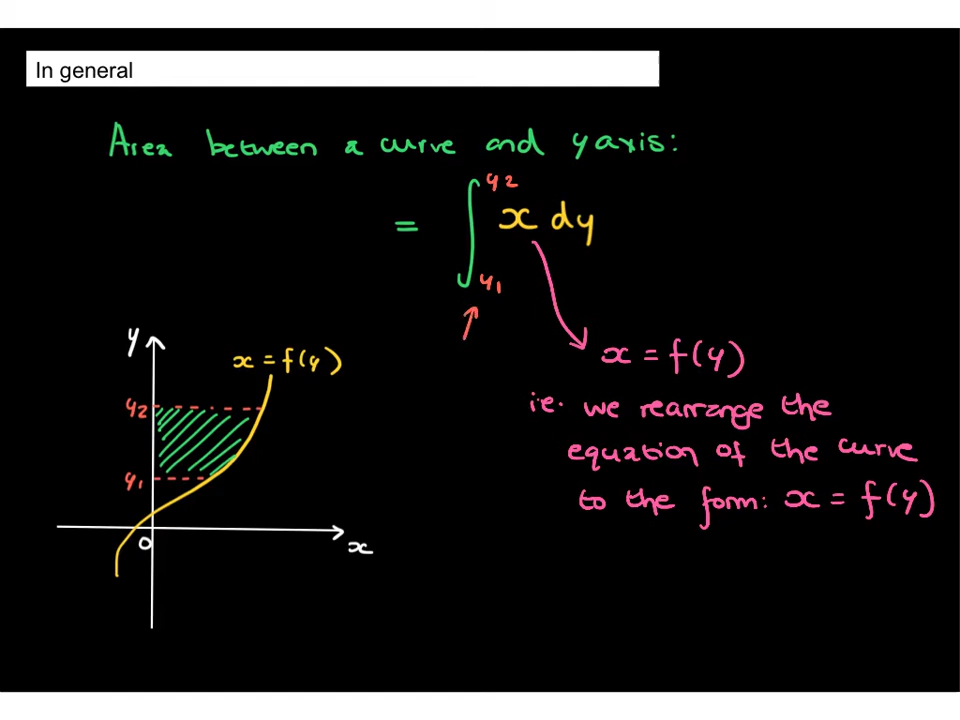 In general
Area between a curve and y axis:
= ∫ y2 y1 x dy
x = f(y)
i.e. we rearrange the
equation of the curve
to the form: x = f(y)
y
x = f(y)
y2
y1
0
x